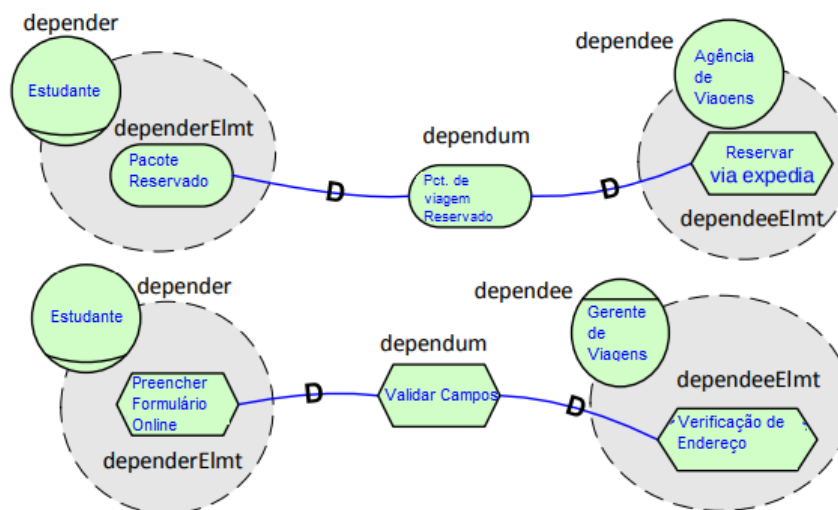 depender
Estudante
dependerElmt
Pacote
Reservado
D
dependum
Pct. de
viagem
Reservado
D
dependee
Agência
de
Viagens
Reservar
via expedia
dependeeElmt
depender
Estudante
Preencher
Formulário
Online
dependerElmt
D
dependum
Validar Campos
D
dependee
Gerente
de
Viagens
dependeeElmt
Verificação de
Endereço